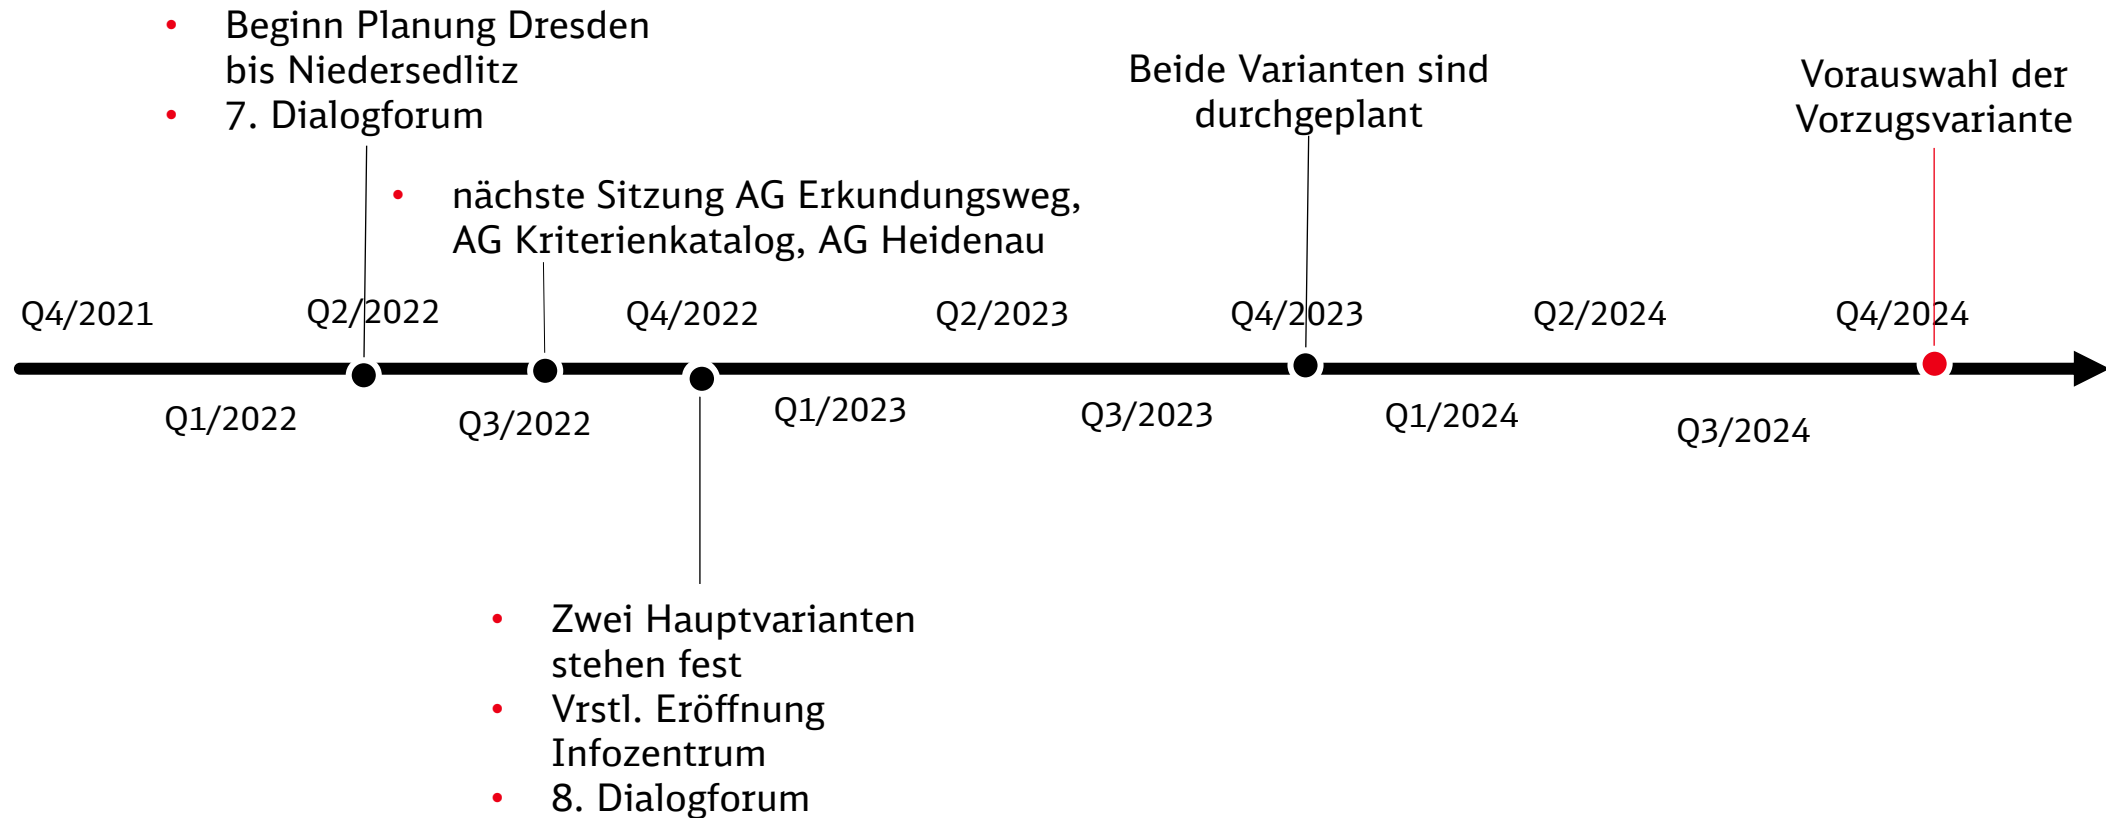 • Beginn Planung Dresden
bis Niedersedlitz
• 7. Dialogforum
Beide Varianten sind
durchgeplant
Vorauswahl der
Vorzugsvariante
• nächste Sitzung AG Erkundungsweg,
AG Kriterienkatalog, AG Heidenau
Q4/2021
Q2/2022
Q4/2022
Q2/2023
Q4/2023
Q2/2024
Q4/2024
Q1/2022
Q3/2022
Q1/2023
Q3/2023
Q1/2024
Q3/2024
• Zwei Hauptvarianten
stehen fest
• Vrstl. Eröffnung
Infozentrum
• 8. Dialogforum